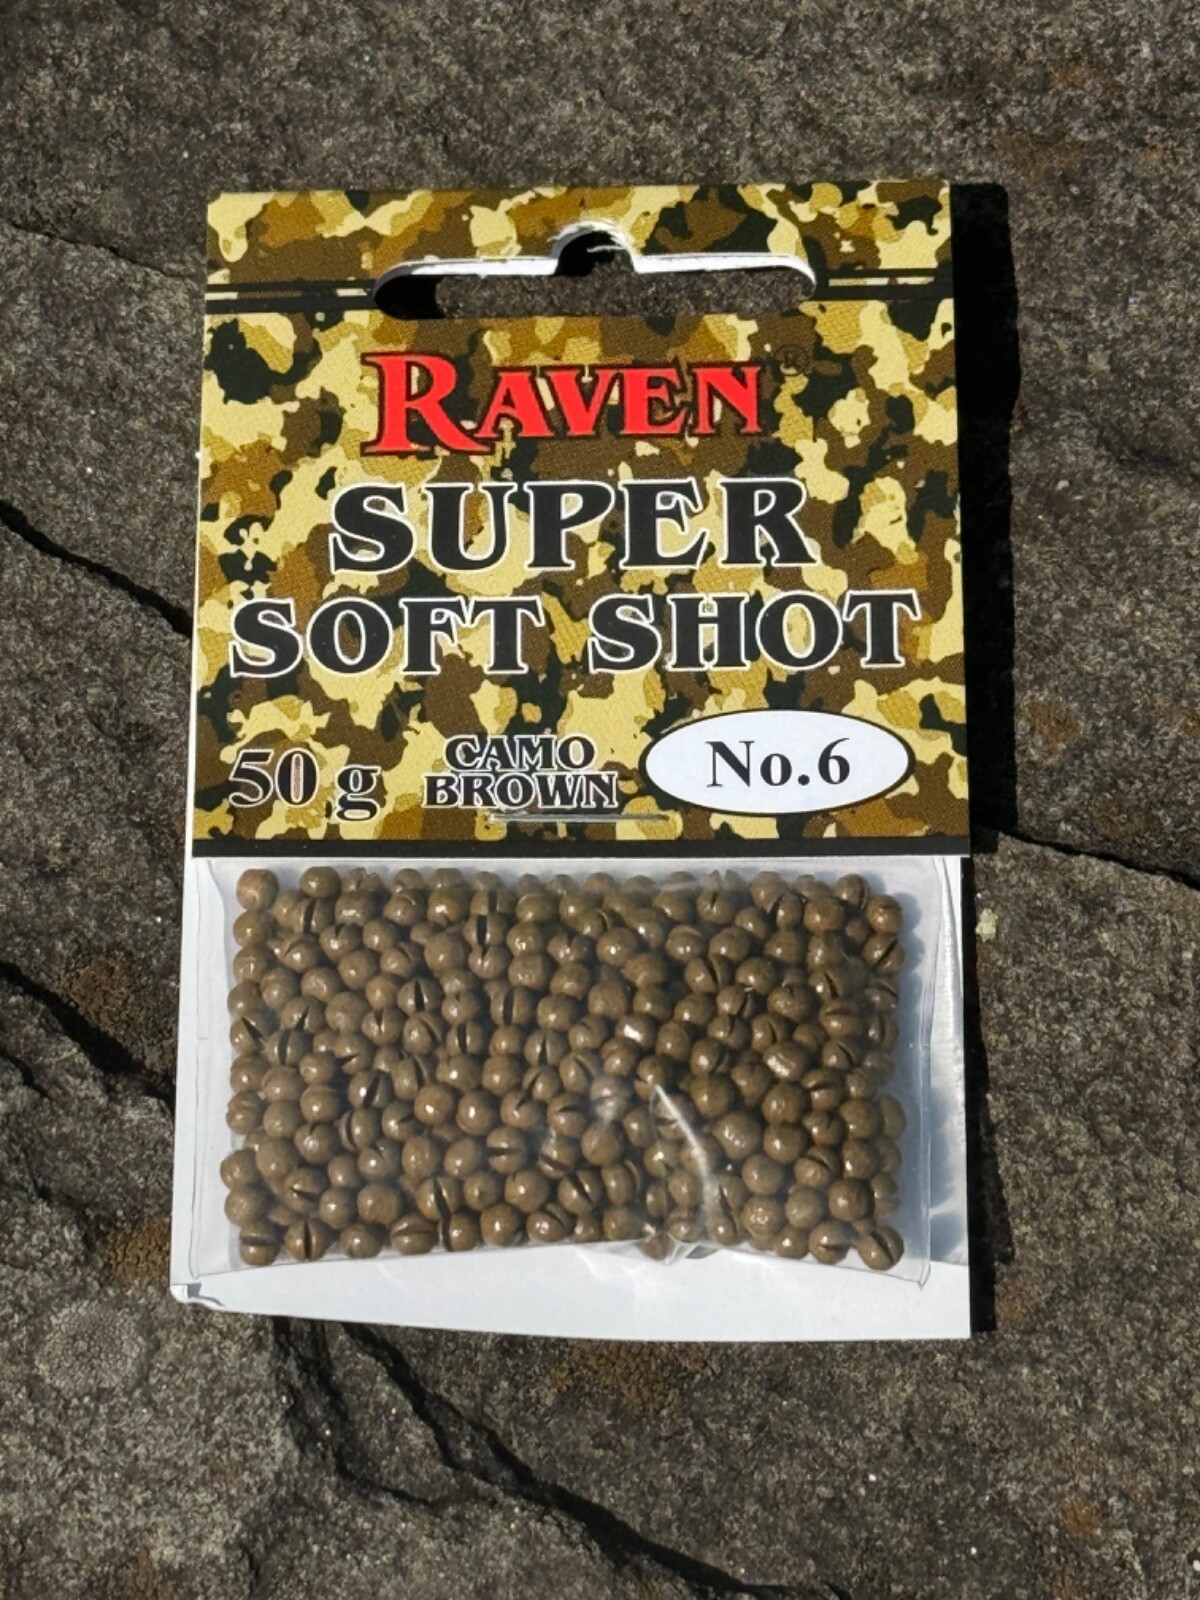 RAVEN®
SUPER
SOFT SHOT
50 g
CAMO
BROWN
No.6